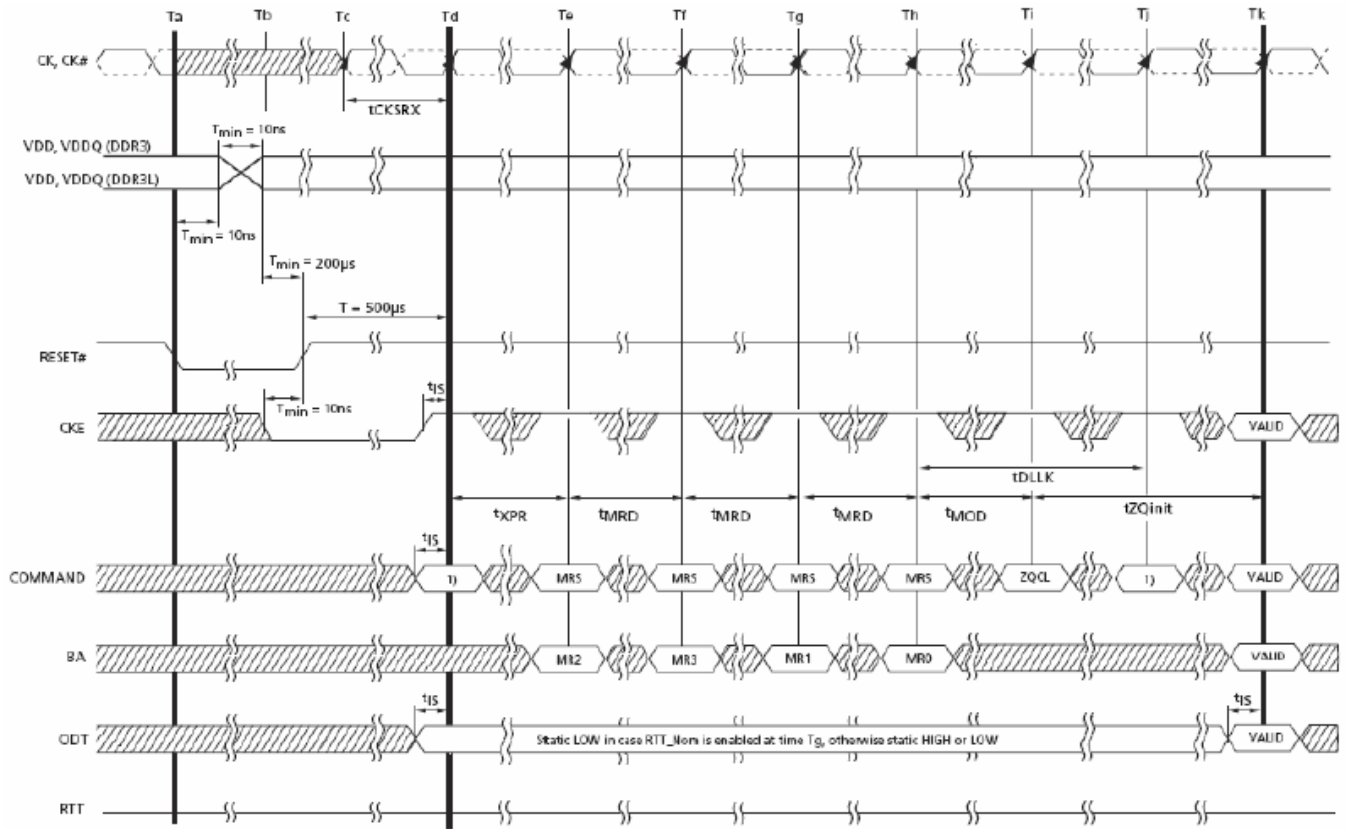 Ta Tb Tc Td Te Tf Tg Th Ti Tj Tk
CK, CK#
tCKSRX
Tmin = 10ns
VDD, VDDQ (DDR3)
VDD, VDDQ (DDR3L)
Tmin = 10ns
Tmin = 200µs
T = 500µs
RESET#
Tmin = 10ns
tIS
CKE
VALID
tDLLK
tXPR tMRD tMRD tMRD tMOD tZQinit
tIS
COMMAND 1) MRS MRS MRS MRS ZQCL 1) VALID
BA MR2 MR3 MR1 MR0 VALID
tIS tIS
ODT Static LOW in case RTT_Nom is enabled at time Tg, otherwise static HIGH or LOW VALID
RTT